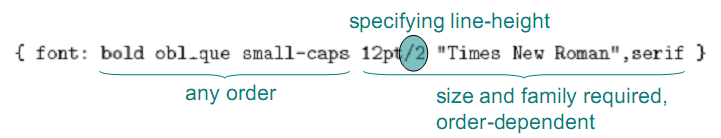 specifying line-height
{ font: bold obl_que small-caps 12pt/2 "Times New Roman",serif }
any order
size and family required,
order-dependent